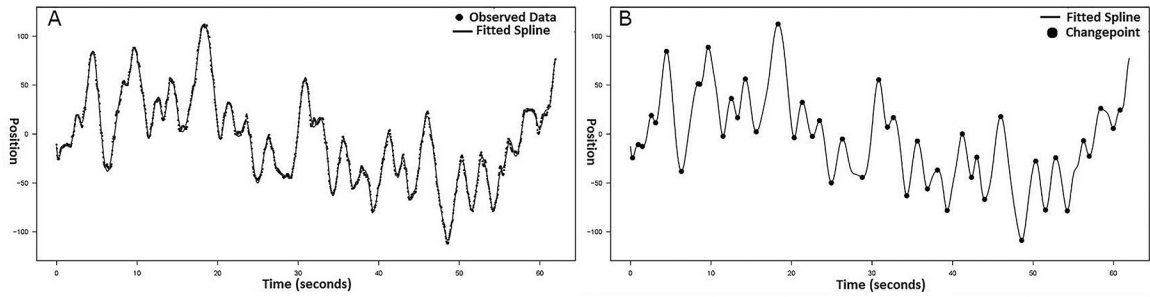 A
Observed Data
Fitted Spline
100
50
0
-50
-100
Position
0 10 20 30 40 50 60
Time (seconds)
B
Fitted Spline
Changepoint
100
50
0
-50
-100
Position
0 10 20 30 40 50 60
Time (seconds)